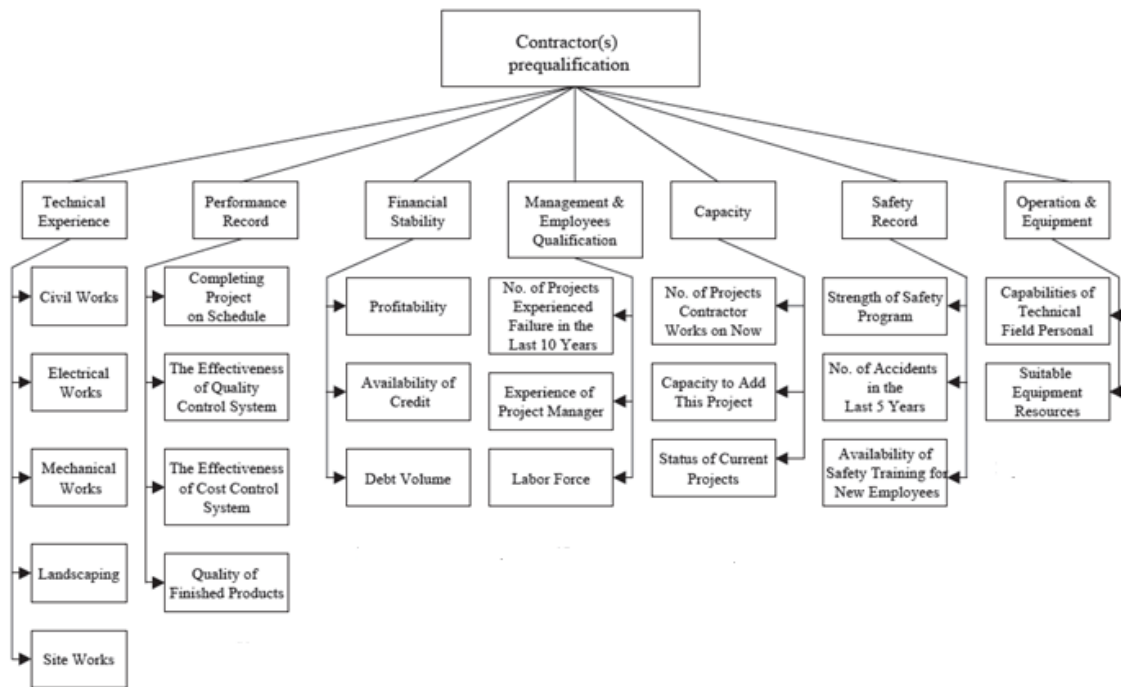 Contractor(s)
prequalification
Technical
Experience
Performance
Record
Financial
Stability
Management &
Employees
Qualification
Capacity
Safety
Record
Operation &
Equipment
Civil Works
Electrical
Works
Mechanical
Works
Landscaping
Site Works
Completing
Project
on Schedule
The Effectiveness
of Quality
Control System
The Effectiveness
of Cost Control
System
Quality of
Finished Products
Profitability
Availability of
Credit
Debt Volume
No. of Projects
Experienced
Failure in the
Last 10 Years
Experience of
Project Manager
Labor Force
No. of Projects
Contractor
Works on Now
Capacity to Add
This Project
Status of Current
Projects
Strength of Safety
Program
No. of Accidents
in the
Last 5 Years
Availability of
Safety Training for
New Employees
Capabilities of
Technical
Field Personal
Suitable
Equipment
Resources